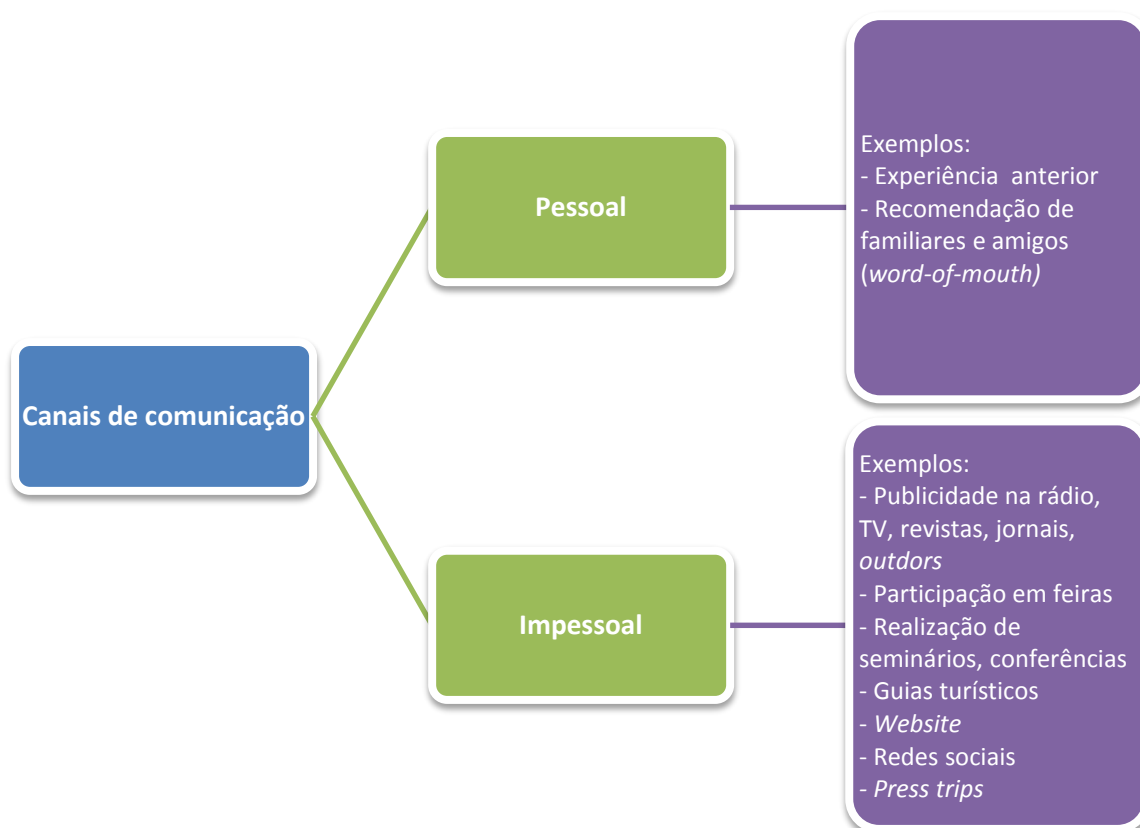 Canais de comunicação
Pessoal
Exemplos:
- Experiência anterior
- Recomendação de
familiares e amigos
(word-of-mouth)
Impessoal
Exemplos:
- Publicidade na rádio,
TV, revistas, jornais,
outdors
- Participação em feiras
- Realização de
seminários, conferências
- Guias turísticos
- Website
- Redes sociais
- Press trips